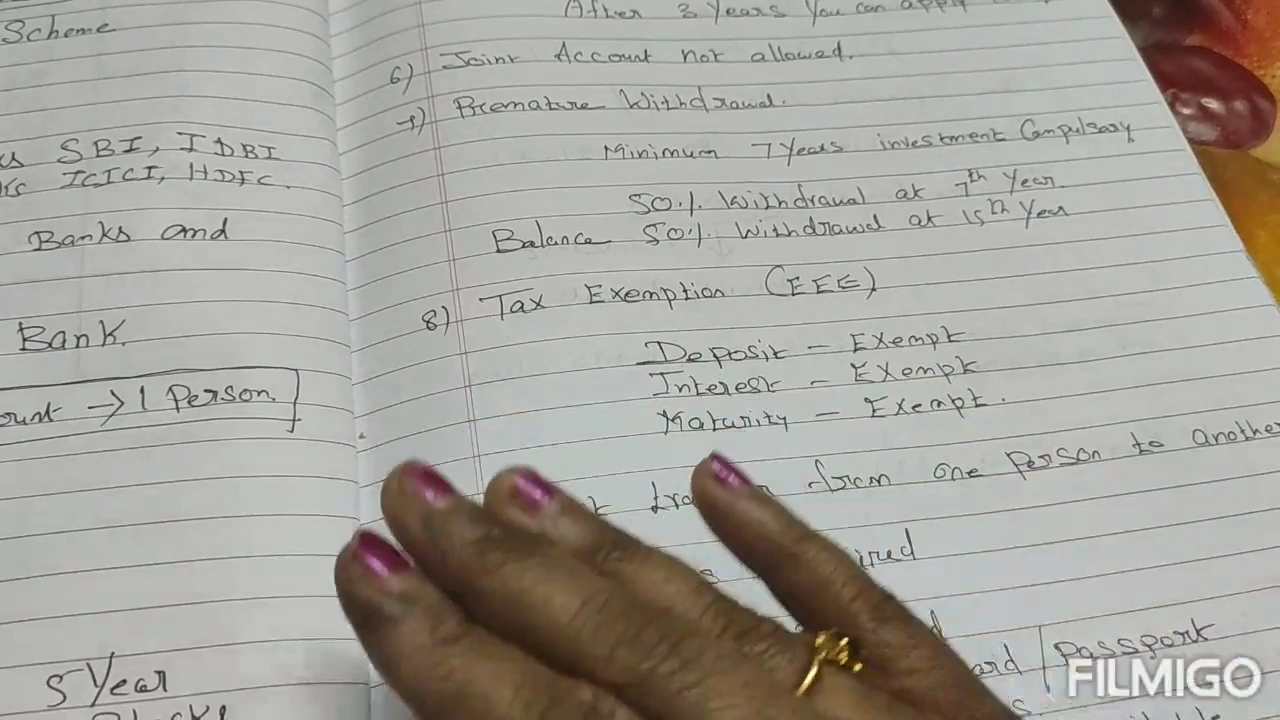 Scheme
SBI, IDBI
ICICI, HDFC.
Banks and
Bank.
→ 1 Person.
5 Year
Blocks
After 3 years you can apply
6) Joint Account not allowed.
7) Premature Withdrawal.
Minimum 7 Years investment Compulsary
50% Withdrawal at 7th Year.
Balance 50% Withdrawal at 15th Year
8) Tax Exemption (EEE)
Deposit - Exempt
Interest - Exempt
Maturity - Exempt.
from one person to another
Passport
FILMIGO